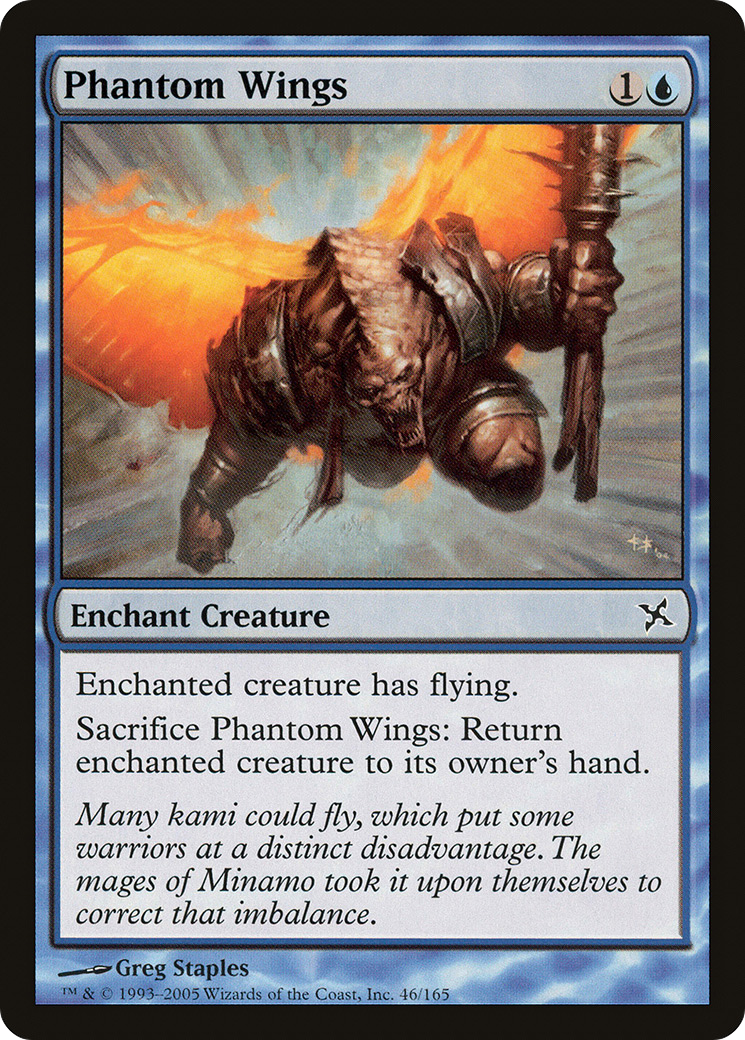 Phantom Wings 1
Enchant Creature
Enchanted creature has flying.
Sacrifice Phantom Wings: Return
enchanted creature to its owner's hand.
Many kami could fly, which put some
warriors at a distinct disadvantage. The
mages of Minamo took it upon themselves to
correct that imbalance.
Greg Staples
™ & © 1993–2005 Wizards of the Coast, Inc. 46/165